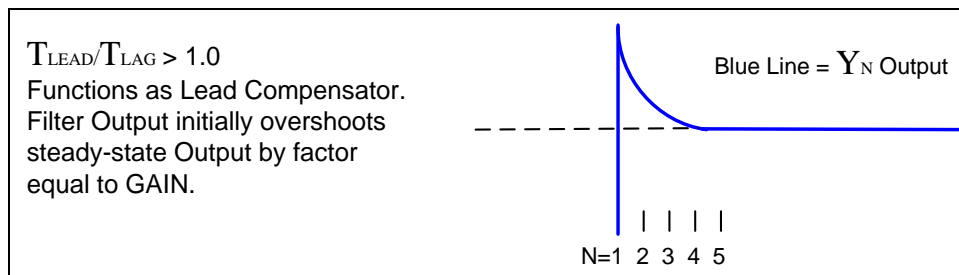 TLEAD/TLAG > 1.0
Functions as Lead Compensator.
Filter Output initially overshoots
steady-state Output by factor
equal to GAIN.
Blue Line = YN Output
N=1 2 3 4 5